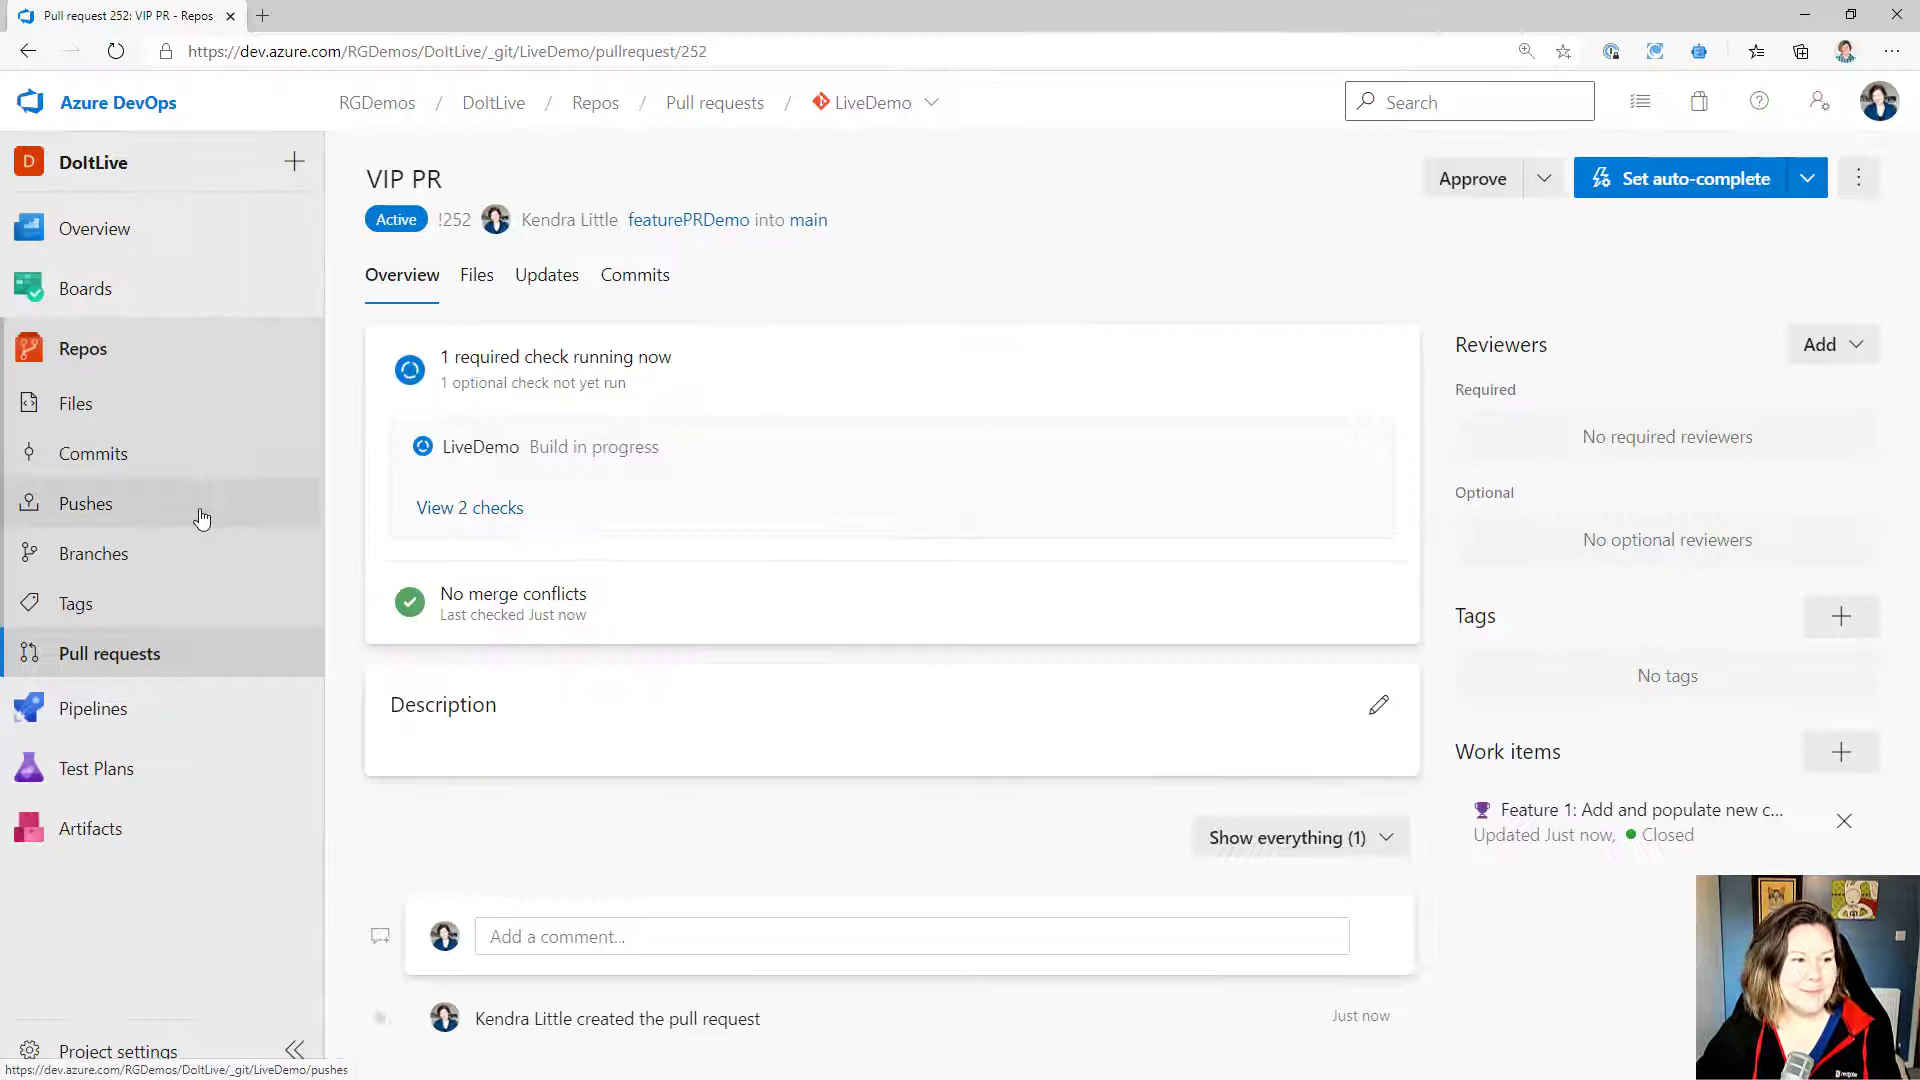 Pull request 252: VIP PR - Repos
https://dev.azure.com/RGDemos/DoItLive/_git/LiveDemo/pullrequest/252
Azure DevOps
RGDemos / DoItLive / Repos / Pull requests / LiveDemo
Search
D DoItLive
Overview
Boards
Repos
Files
Commits
Pushes
Branches
Tags
Pull requests
Pipelines
Test Plans
Artifacts
Project settings
https://dev.azure.com/RGDemos/DoItLive/_git/LiveDemo/pushes
VIP PR
Approve
Set auto-complete
Active !252 Kendra Little featurePRDemo into main
Overview Files Updates Commits
1 required check running now
1 optional check not yet run
LiveDemo Build in progress
View 2 checks
No merge conflicts
Last checked Just now
Description
Show everything (1)
Add a comment...
Kendra Little created the pull request
Just now
Reviewers
Add
Required
No required reviewers
Optional
No optional reviewers
Tags
No tags
Work items
Feature 1: Add and populate new c...
Updated Just now, Closed